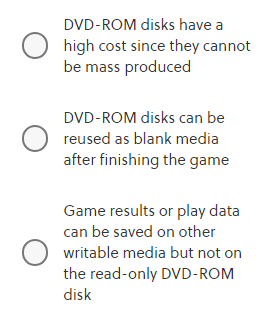 DVD-ROM disks have a
high cost since they cannot
be mass produced
DVD-ROM disks can be
reused as blank media
after finishing the game
Game results or play data
can be saved on other
writable media but not on
the read-only DVD-ROM
disk